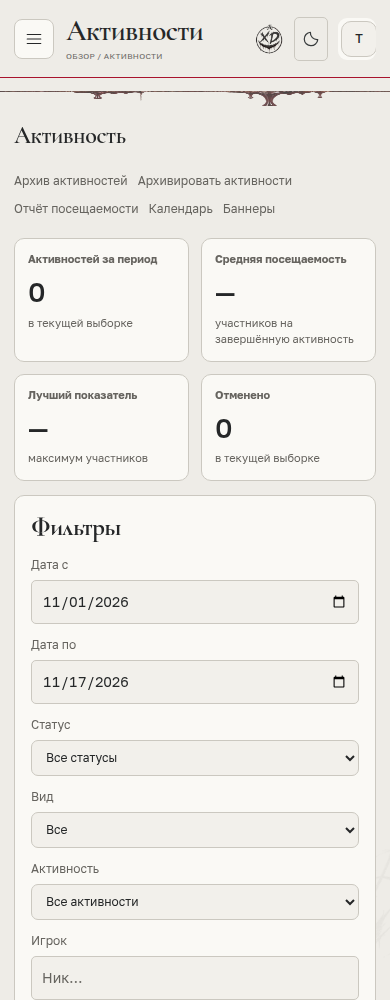 Активности
ОБЗОР / АКТИВНОСТИ
Т
Активность
Архив активностей Архивировать активности
Отчёт посещаемости Календарь Баннеры
Активностей за период
0
в текущей выборке
Средняя посещаемость
—
участников на
завершённую активность
Лучший показатель
—
максимум участников
Отменено
0
в текущей выборке
Фильтры
Дата с
11/01/2026
Дата по
11/17/2026
Статус
Все статусы
Вид
Все
Активность
Все активности
Игрок
Ник...